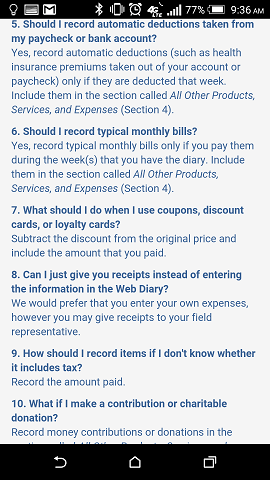 77% 9:36 AM
5. Should I record automatic deductions taken from
my paycheck or bank account?
Yes, record automatic deductions (such as health
insurance premiums taken out of your account or
paycheck) only if they are deducted that week.
Include them in the section called All Other Products,
Services, and Expenses (Section 4).
6. Should I record typical monthly bills?
Yes, record typical monthly bills only if you pay them
during the week(s) that you have the diary. Include
them in the section called All Other Products,
Services, and Expenses (Section 4).
7. What should I do when I use coupons, discount
cards, or loyalty cards?
Subtract the discount from the original price and
include the amount that you paid.
8. Can I just give you receipts instead of entering
the information in the Web Diary?
We would prefer that you enter your own expenses,
however you may give receipts to your field
representative.
9. How should I record items if I don't know whether
it includes tax?
Record the amount paid.
10. What if I make a contribution or charitable
donation?
Record money contributions or donations in the